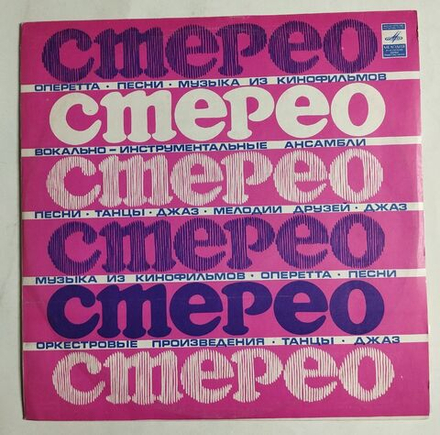 стерео
ОПЕРЕТТА · ПЕСНИ · МУЗЫКА ИЗ КИНОФИЛЬМОВ
стерео
ВОКАЛЬНО-ИНСТРУМЕНТАЛЬНЫЕ АНСАМБЛИ
стерео
ПЕСНИ · ТАНЦЫ · ДЖАЗ · МЕЛОДИИ ДРУЗЕЙ · ДЖАЗ
стерео
МУЗЫКА ИЗ КИНОФИЛЬМОВ · ОПЕРЕТТА · ПЕСНИ
стерео
ОРКЕСТРОВЫЕ ПРОИЗВЕДЕНИЯ · ТАНЦЫ · ДЖАЗ
стерео